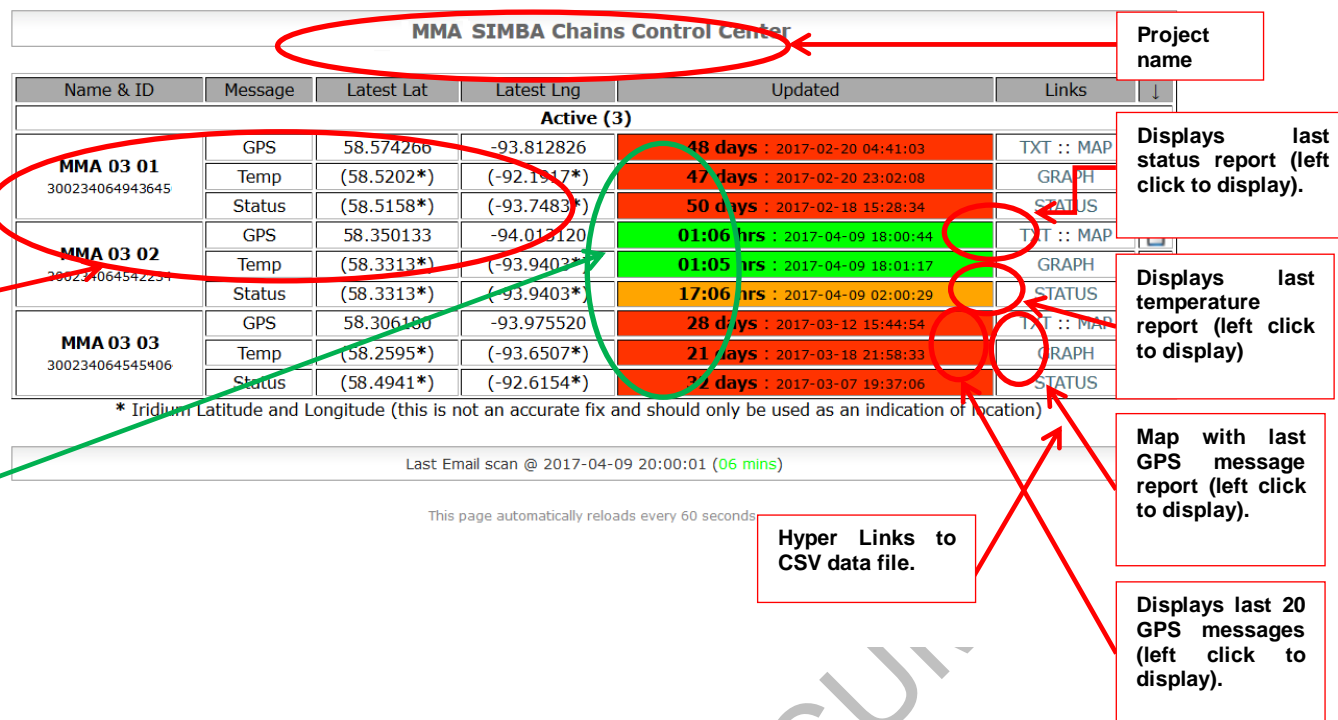 MMA SIMBA Chains Control Center
Project name
Name & ID Message Latest Lat Latest Lng Updated Links ↓
Active (3)
MMA 03 01
300234064943645
GPS 58.574266 -93.812826 48 days : 2017-02-20 04:41:03 TXT :: MAP
Temp (58.5202*) (-92.1917*) 47 days : 2017-02-20 23:02:08 GRAPH
Status (58.5158*) (-93.7483*) 50 days : 2017-02-18 15:28:34 STATUS
MMA 03 02
300234064542254
GPS 58.350133 -94.013120 01:06 hrs : 2017-04-09 18:00:44 TXT :: MAP
Temp (58.3313*) (-93.9403*) 01:05 hrs : 2017-04-09 18:01:17 GRAPH
Status (58.3313*) (-93.9403*) 17:06 hrs : 2017-04-09 02:00:29 STATUS
MMA 03 03
300234064545406
GPS 58.306180 -93.975520 28 days : 2017-03-12 15:44:54 TXT :: MAP
Temp (58.2595*) (-93.6507*) 21 days : 2017-03-18 21:58:33 GRAPH
Status (58.4941*) (-92.6154*) 32 days : 2017-03-07 19:37:06 STATUS
* Iridium Latitude and Longitude (this is not an accurate fix and should only be used as an indication of location)
Last Email scan @ 2017-04-09 20:00:01 (06 mins)
This page automatically reloads every 60 seconds
Displays last
status report (left
click to display).
Displays last
temperature
report (left click
to display)
Map with last
GPS message
report (left click
to display).
Hyper Links to
CSV data file.
Displays last 20
GPS messages
(left click to
display).